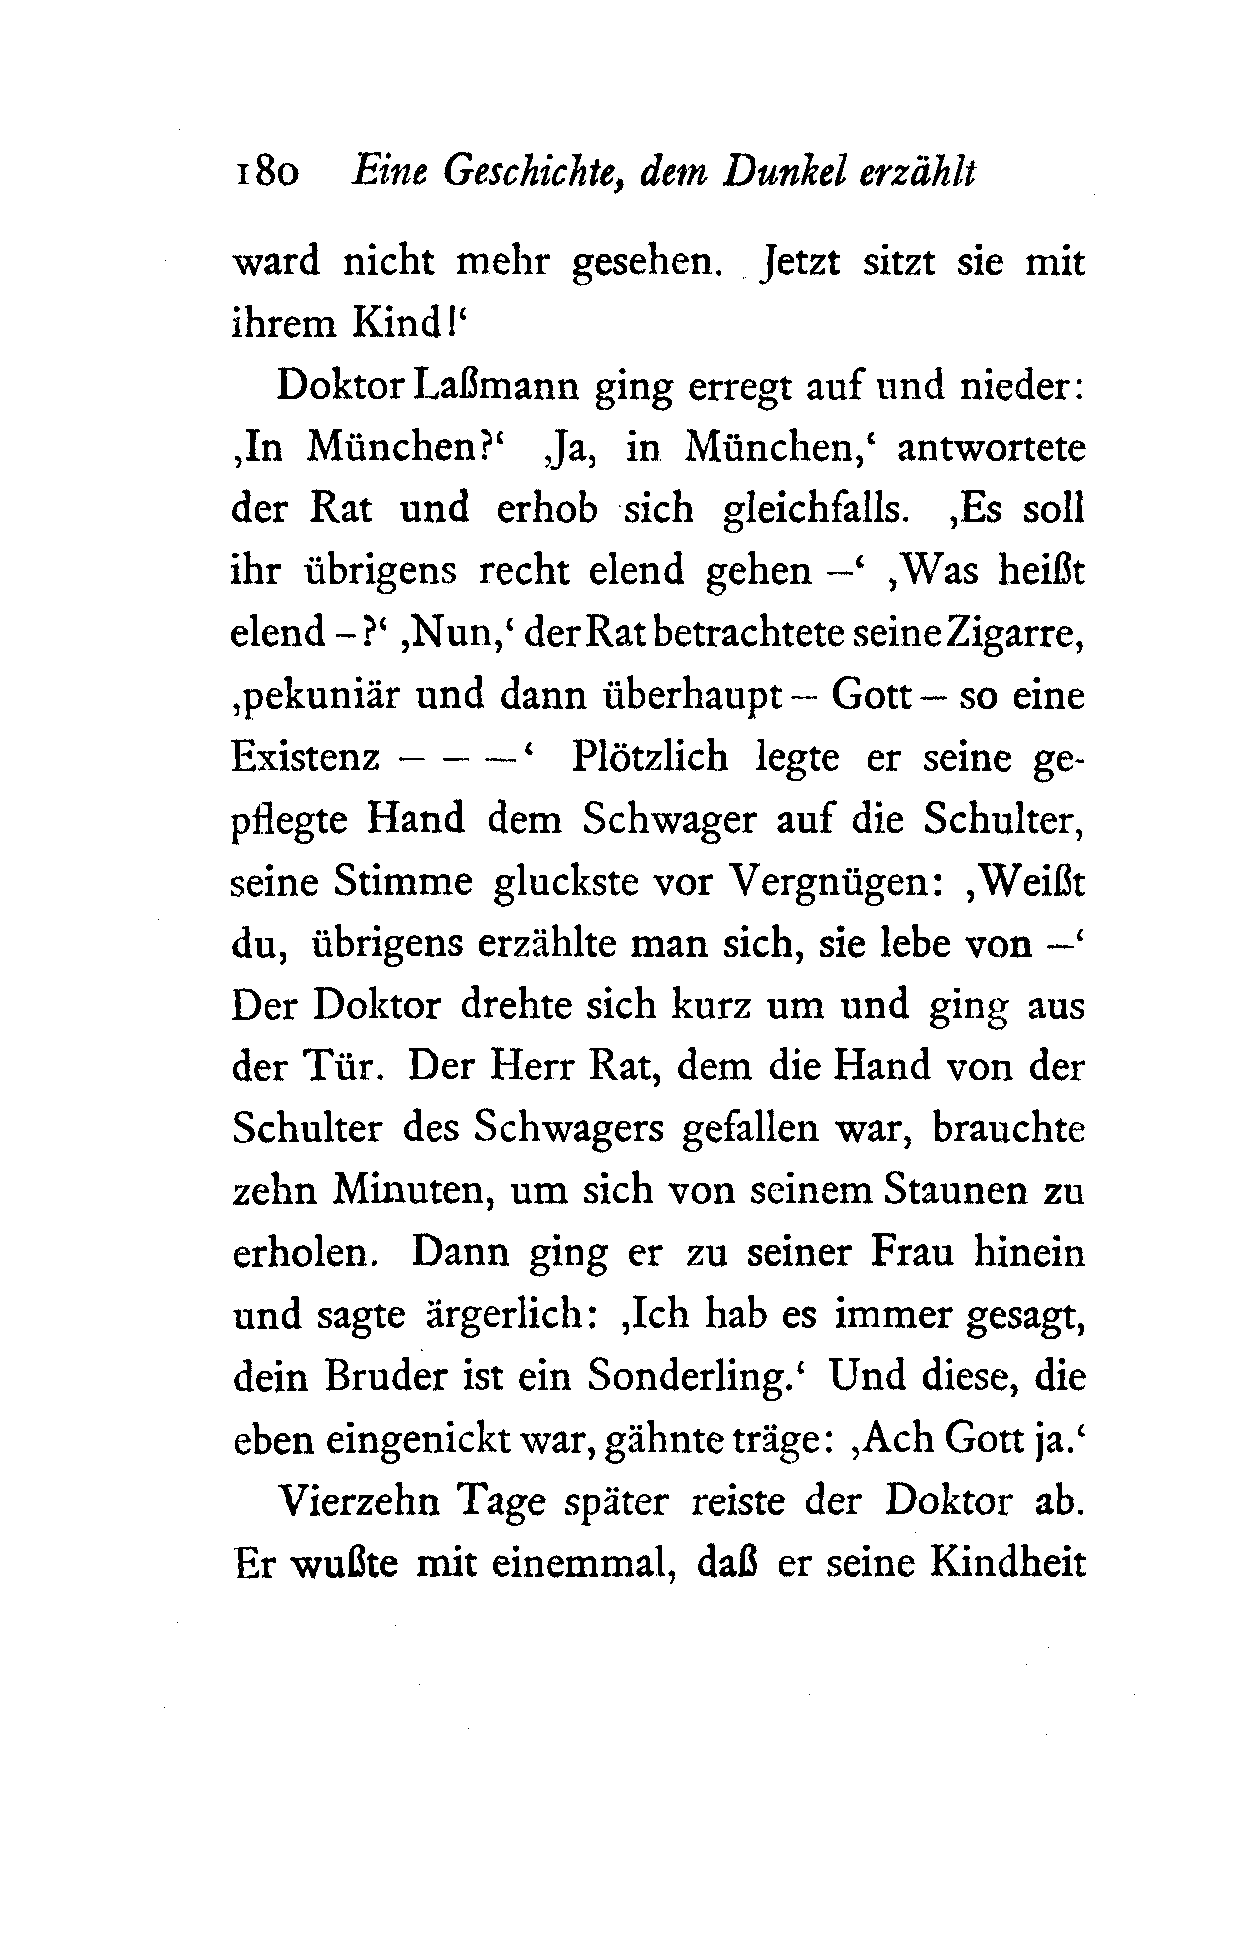 180 Eine Geschichte, dem Dunkel erzählt
ward nicht mehr gesehen. Jetzt sitzt sie mit
ihrem Kind!‘
Doktor Laßmann ging erregt auf und nieder:
‚In München?‘ ‚Ja, in München,‘ antwortete
der Rat und erhob sich gleichfalls. ‚Es soll
ihr übrigens recht elend gehen –‘ ‚Was heißt
elend – ?‘ ‚Nun,‘ der Rat betrachtete seine Zigarre,
‚pekuniär und dann überhaupt – Gott – so eine
Existenz – – –‘ Plötzlich legte er seine ge-
pflegte Hand dem Schwager auf die Schulter,
seine Stimme gluckste vor Vergnügen: ‚Weißt
du, übrigens erzählte man sich, sie lebe von –‘
Der Doktor drehte sich kurz um und ging aus
der Tür. Der Herr Rat, dem die Hand von der
Schulter des Schwagers gefallen war, brauchte
zehn Minuten, um sich von seinem Staunen zu
erholen. Dann ging er zu seiner Frau hinein
und sagte ärgerlich: ‚Ich hab es immer gesagt,
dein Bruder ist ein Sonderling.‘ Und diese, die
eben eingenickt war, gähnte träge: ‚Ach Gott ja.‘
Vierzehn Tage später reiste der Doktor ab.
Er wußte mit einemmal, daß er seine Kindheit